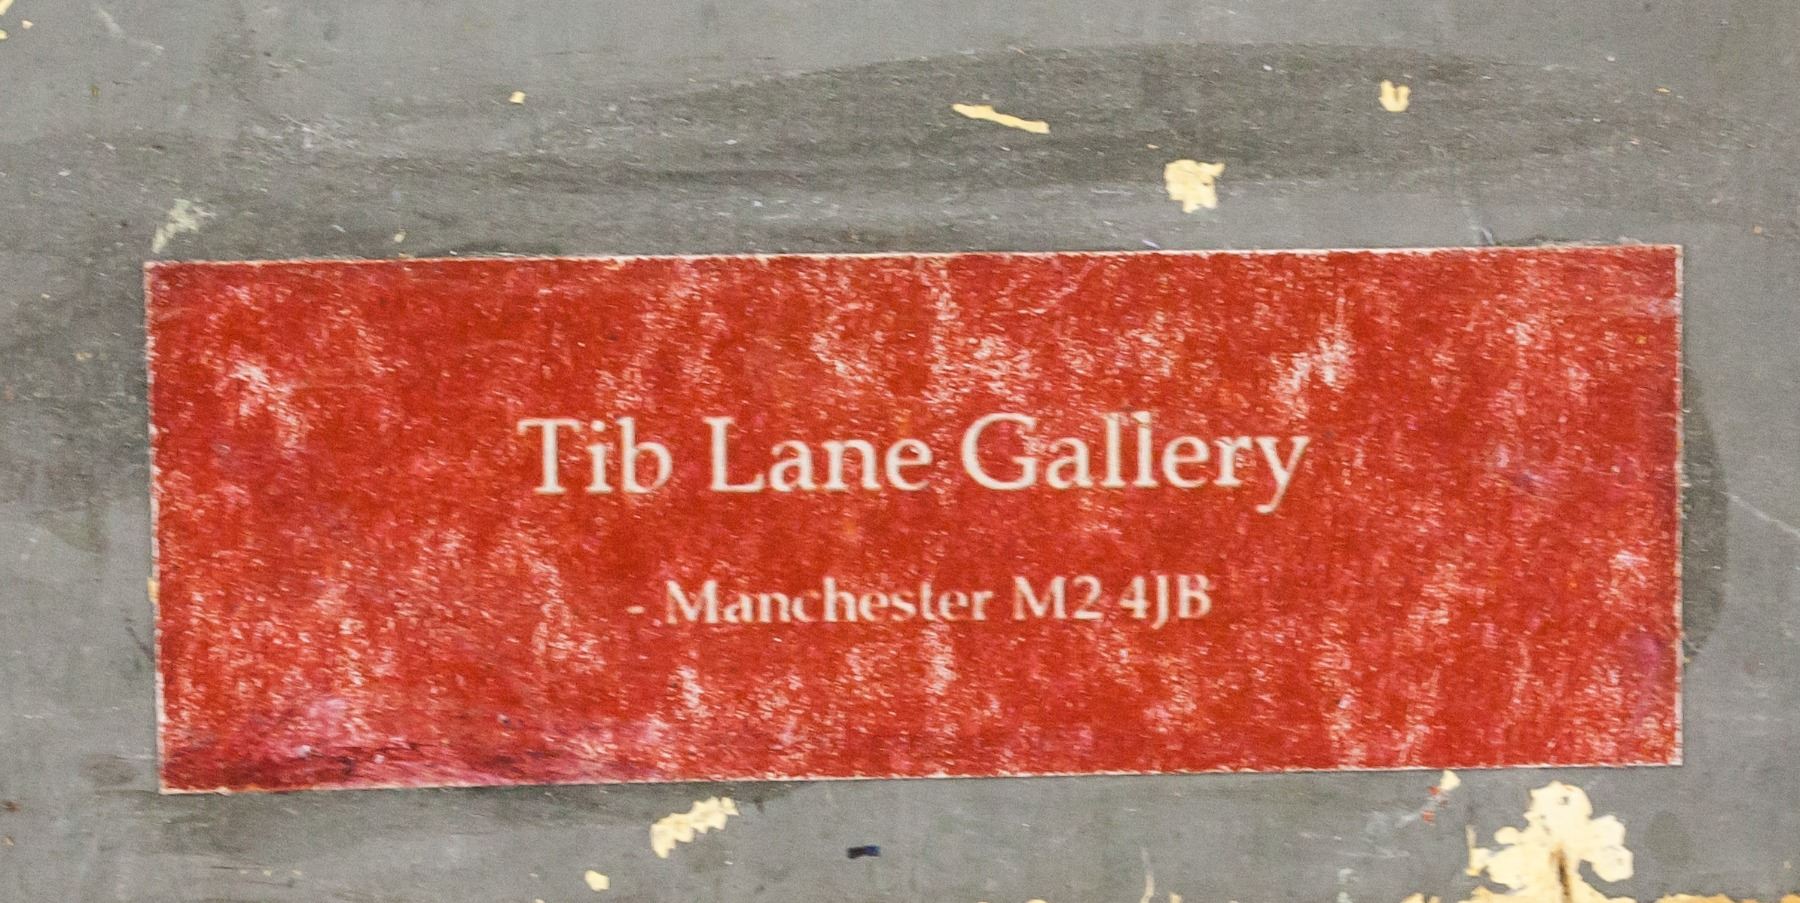 Tib Lane Gallery
- Manchester M2 4JB